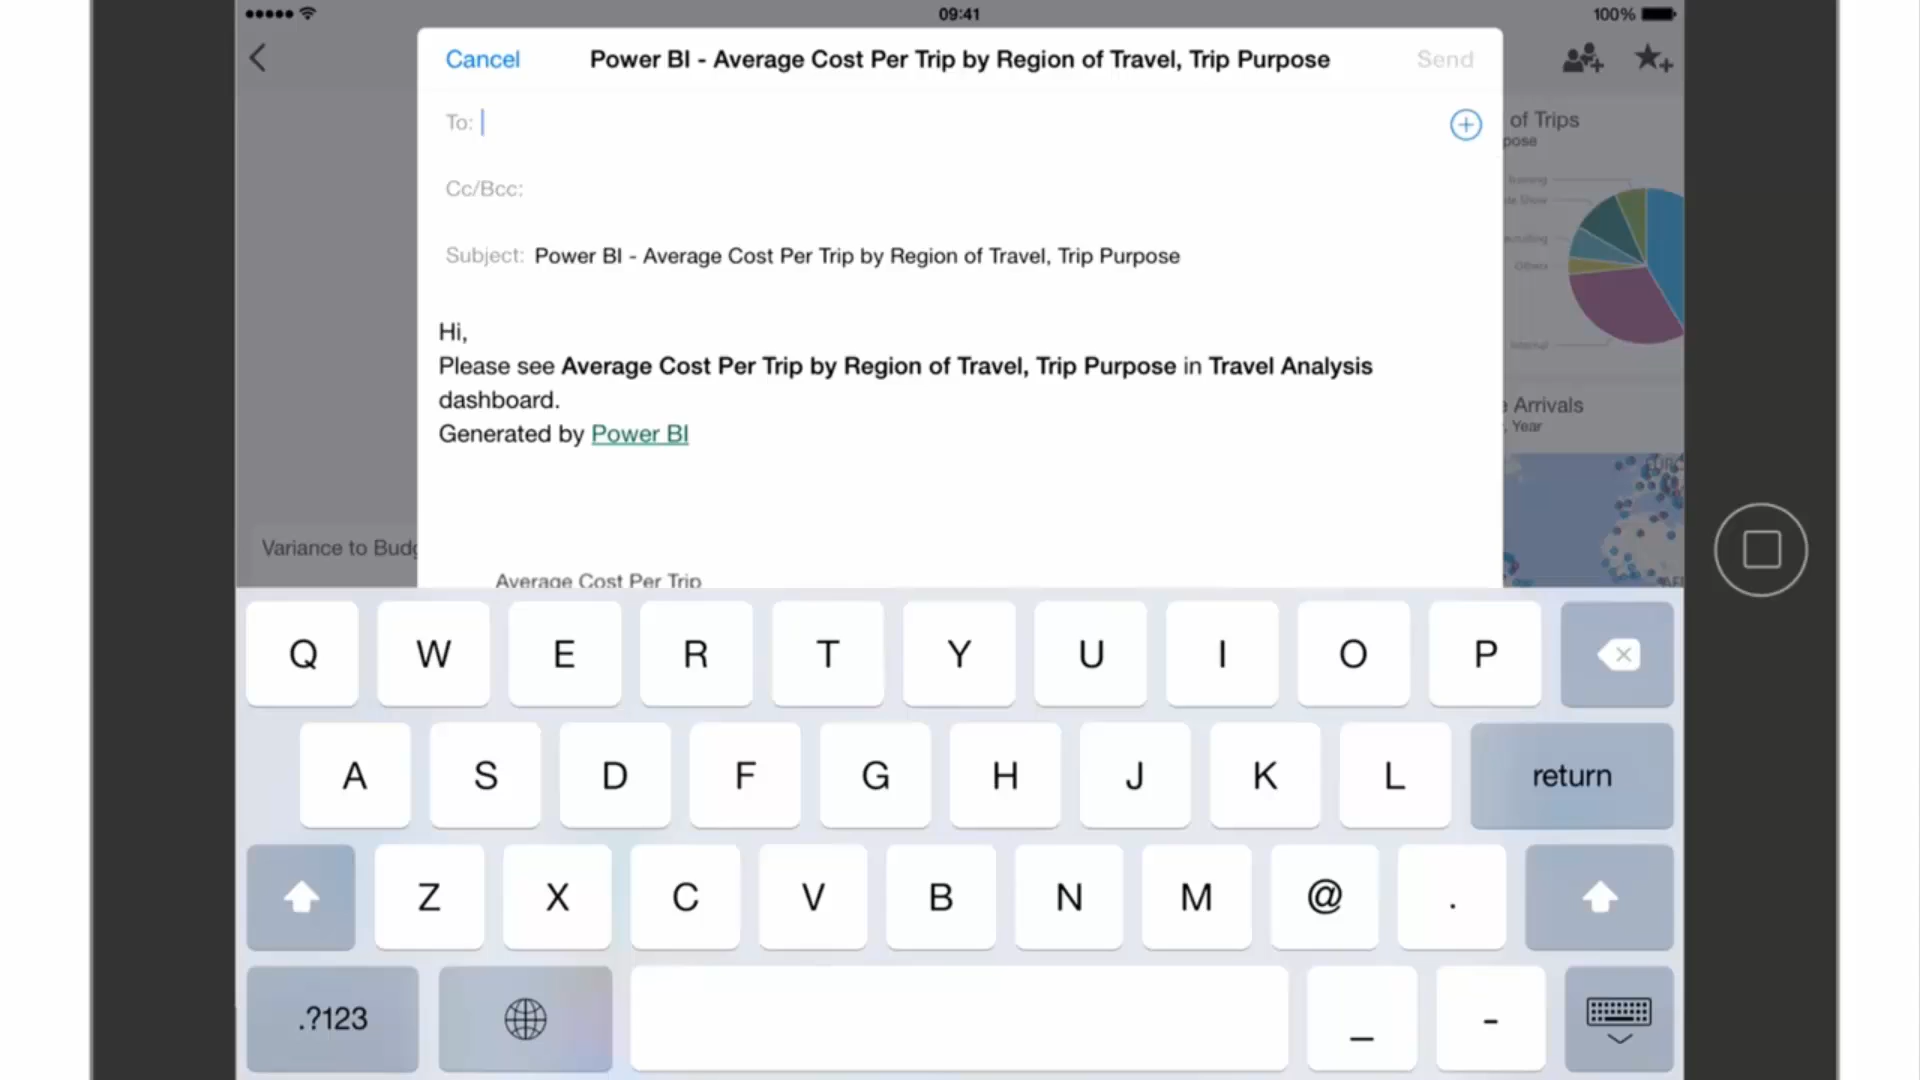 09:41
100%
Cancel
Power BI - Average Cost Per Trip by Region of Travel, Trip Purpose
Send
To:
Cc/Bcc:
Subject: Power BI - Average Cost Per Trip by Region of Travel, Trip Purpose
Hi,
Please see Average Cost Per Trip by Region of Travel, Trip Purpose in Travel Analysis
dashboard.
Generated by Power BI
Average Cost Per Trip
of Trips
pose
Training
Others
Internal
Arrivals
, Year
Variance to Budg
Q W E R T Y U I O P
A S D F G H J K L return
Z X C V B N M @ .
.?123 _ -